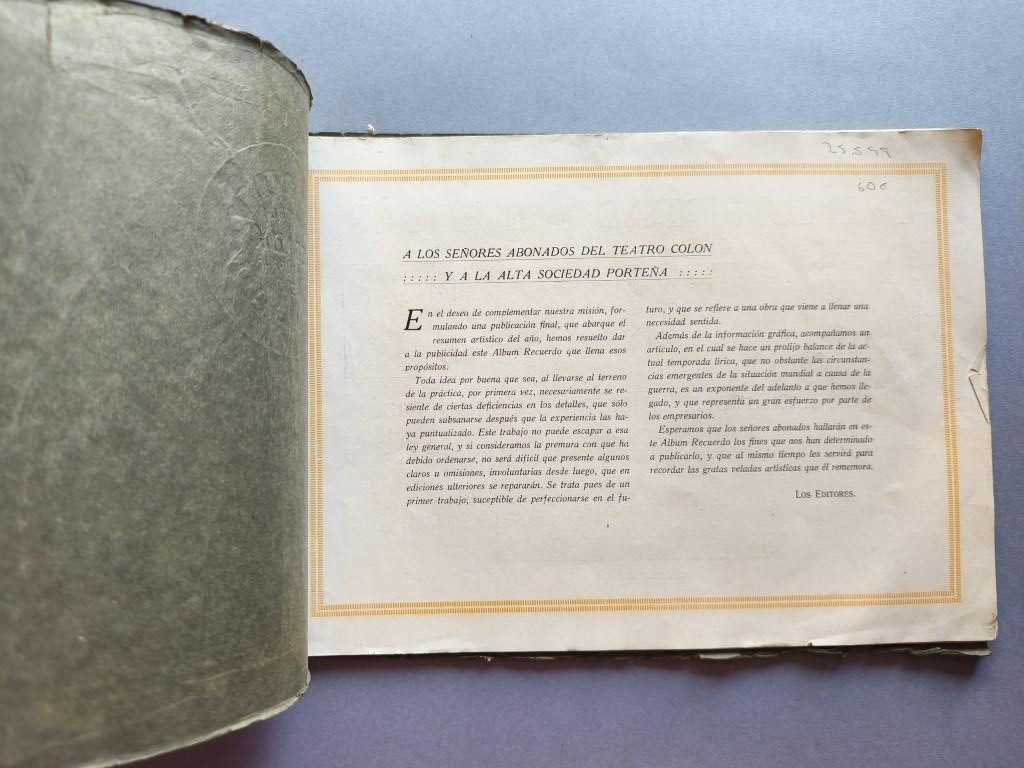 25.599
60€
A LOS SEÑORES ABONADOS DEL TEATRO COLON
::::: Y A LA ALTA SOCIEDAD PORTEÑA :::::
En el deseo de complementar nuestra misión, for-
mulando una publicación final, que abarque el
resumen artístico del año, hemos resuelto dar
a la publicidad este Album Recuerdo que llena esos
propósitos.
Toda idea por buena que sea, al llevarse al terreno
de la práctica, por primera vez, necesariamente se re-
siente de ciertas deficiencias en los detalles, que sólo
pueden subsanarse después que la experiencia las ha-
ya puntualizado. Este trabajo no puede escapar a esa
ley general, y si consideramos la premura con que ha
debido ordenarse, no será difícil que presente algunos
claros u omisiones, involuntarias desde luego, que en
ediciones ulteriores se repararán. Se trata pues de un
primer trabajo, suceptible de perfeccionarse en el fu-
turo, y que se refiere a una obra que viene a llenar una
necesidad sentida.
Además de la información gráfica, acompañamos un
artículo, en el cual se hace un prolijo balance de la ac-
tual temporada lírica, que no obstante las circunstan-
cias emergentes de la situación mundial a causa de la
guerra, es un exponente del adelanto a que hemos lle-
gado, y que representa un gran esfuerzo por parte de
los empresarios.
Esperamos que los señores abonados hallarán en es-
te Album Recuerdo los fines que nos han determinado
a publicarlo, y que al mismo tiempo les servirá para
recordar las gratas veladas artísticas que él rememora.
LOS EDITORES.